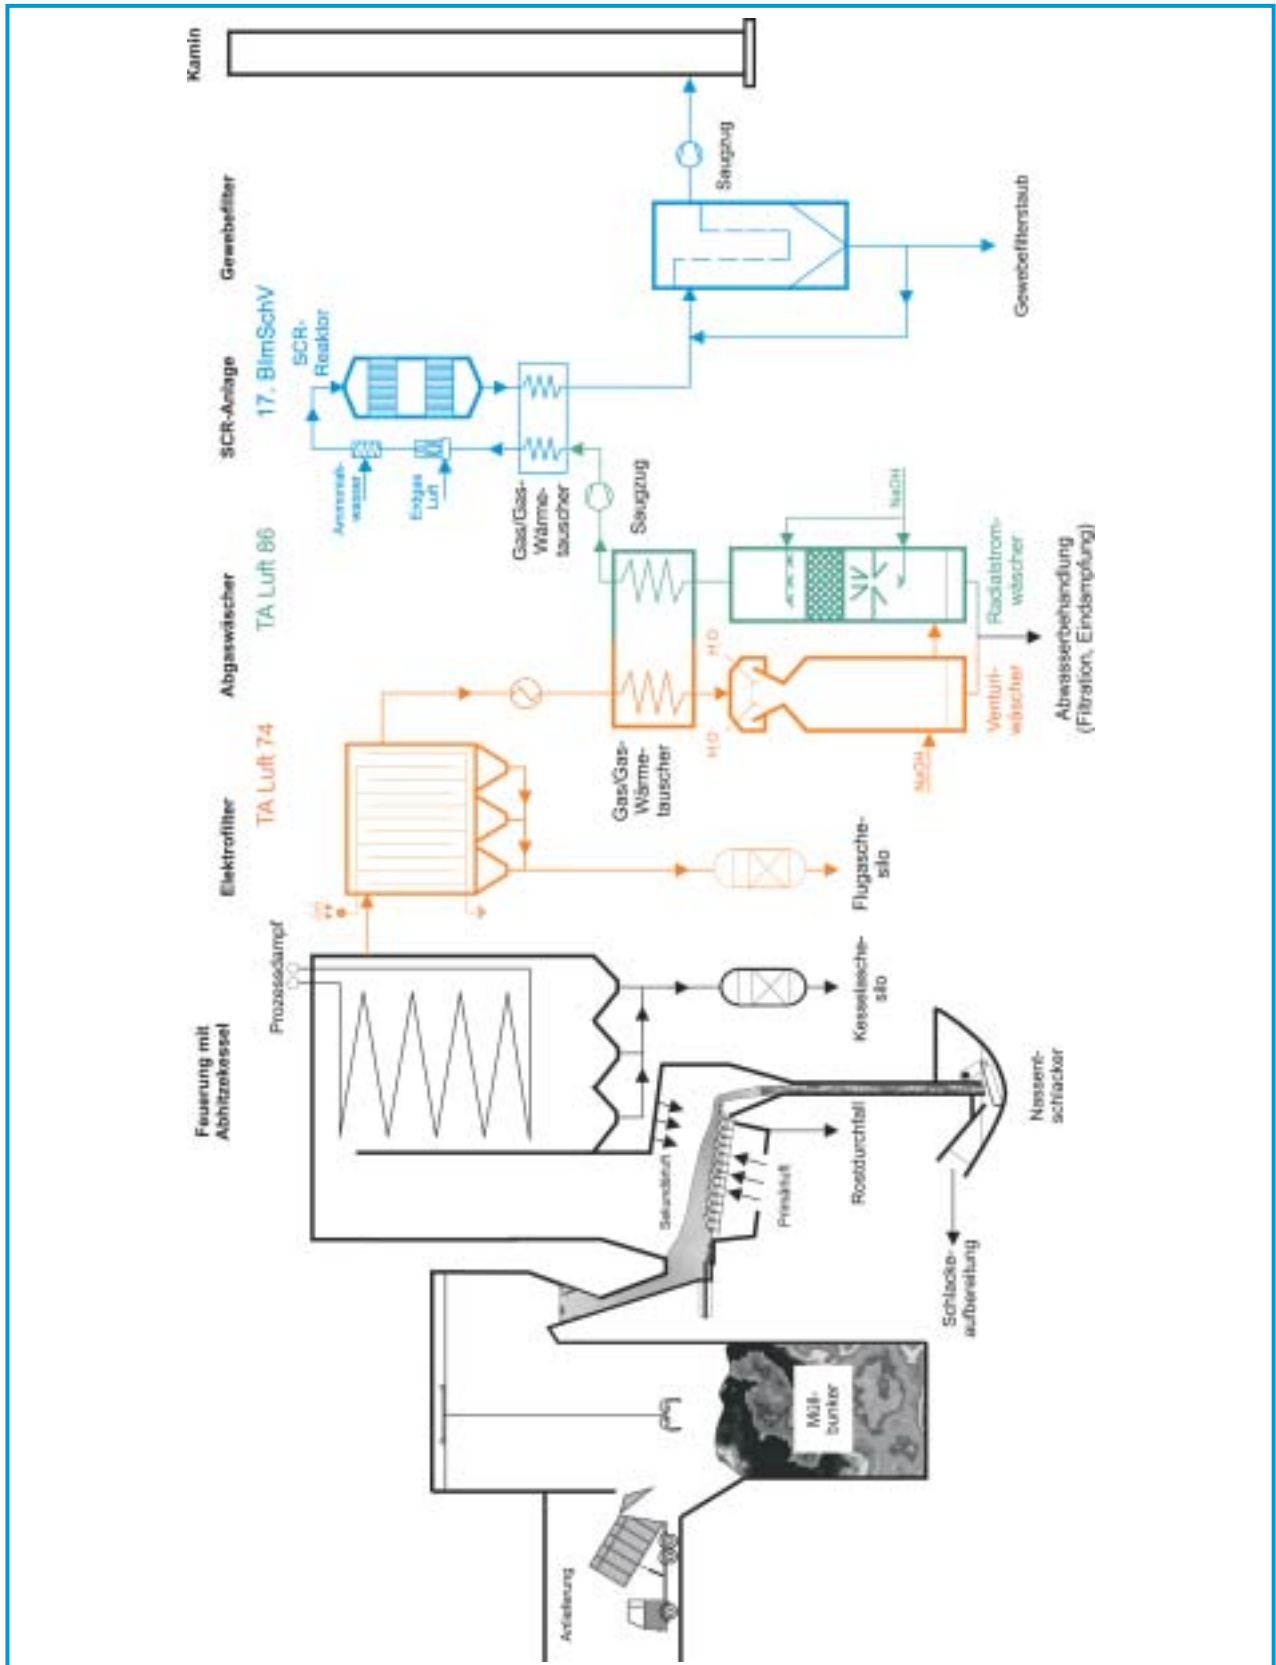 Feuerung mit
Abhitzekessel
Elektrofilter
Abgaswäscher
SCR-Anlage
Gewebefilter
Kamin
TA Luft 74
TA Luft 86
17. BImSchV
Prozessdampf
SCR-
Reaktor
Ammoniak-
wasser
Erdgas
Luft
Gas/Gas-
Wärme-
tauscher
Saugzug
Saugzug
Gas/Gas-
Wärme-
tauscher
H₂O
H₂O
NaOH
NaOH
Venturi-
wäscher
Radialstrom-
wäscher
Abwasserbehandlung
(Filtration, Eindampfung)
Gewebefilterstaub
Anlieferung
Müll-
bunker
Sekundärluft
Primärluft
Rostdurchfall
Kesselasche-
silo
Flugasche-
silo
Schlacke-
aufbereitung
Nassent-
schlacker